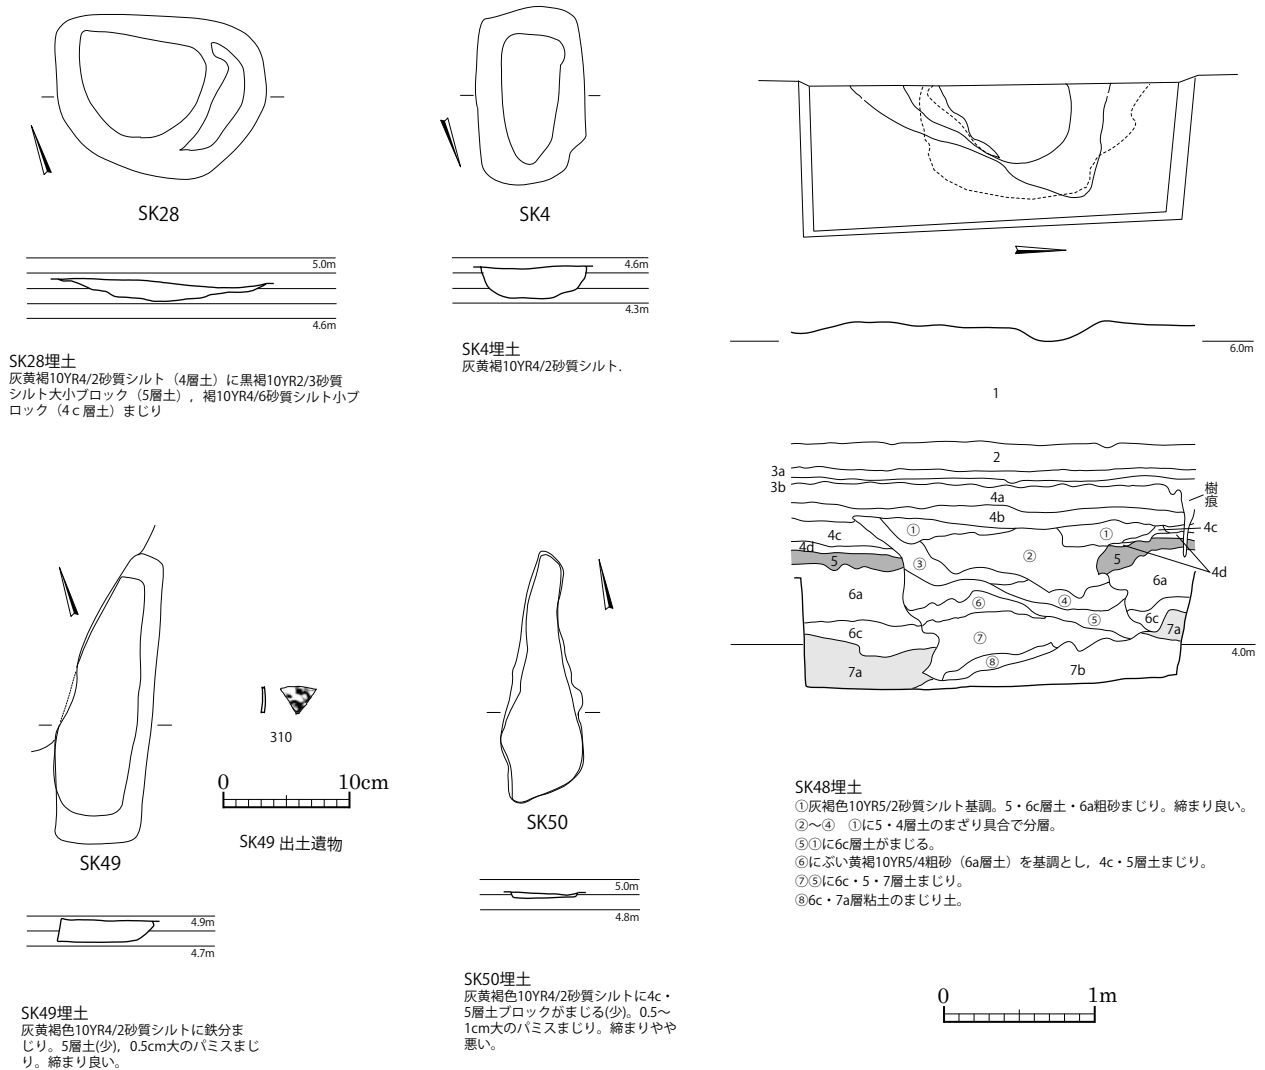 SK28
5.0m
4.6m
SK28埋土
灰黄褐10YR4/2砂質シルト（4層土）に黒褐10YR2/3砂質
シルト大小ブロック（5層土），褐10YR4/6砂質シルト小ブ
ロック（4ｃ層土）まじり
SK4
4.6m
4.3m
SK4埋土
灰黄褐10YR4/2砂質シルト.
6.0m
1
2
3a
3b
4a
樹
痕
4b
①
①
4c
4c
4d
②
5
③
5
4d
6a
6a
④
⑥
⑤
6c
6c
7a
⑦
4.0m
⑧
7a
7b
SK48埋土
①灰褐色10YR5/2砂質シルト基調。5・6c層土・6a粗砂まじり。締まり良い。
②～④　①に5・4層土のまざり具合で分層。
⑤①に6c層土がまじる。
⑥にぶい黄褐10YR5/4粗砂（6a層土）を基調とし，4c・5層土まじり。
⑦⑤に6c・5・7層土まじり。
⑧6c・7a層粘土のまじり土。
0 1m
SK49
310
0 10cm
SK49 出土遺物
4.9m
4.7m
SK49埋土
灰黄褐色10YR4/2砂質シルトに鉄分ま
じり。5層土(少)，0.5cm大のパミスまじ
り。締まり良い。
SK50
5.0m
4.8m
SK50埋土
灰黄褐色10YR4/2砂質シルトに4c・
5層土ブロックがまじる(少)。0.5～
1cm大のパミスまじり。締まりやや
悪い。